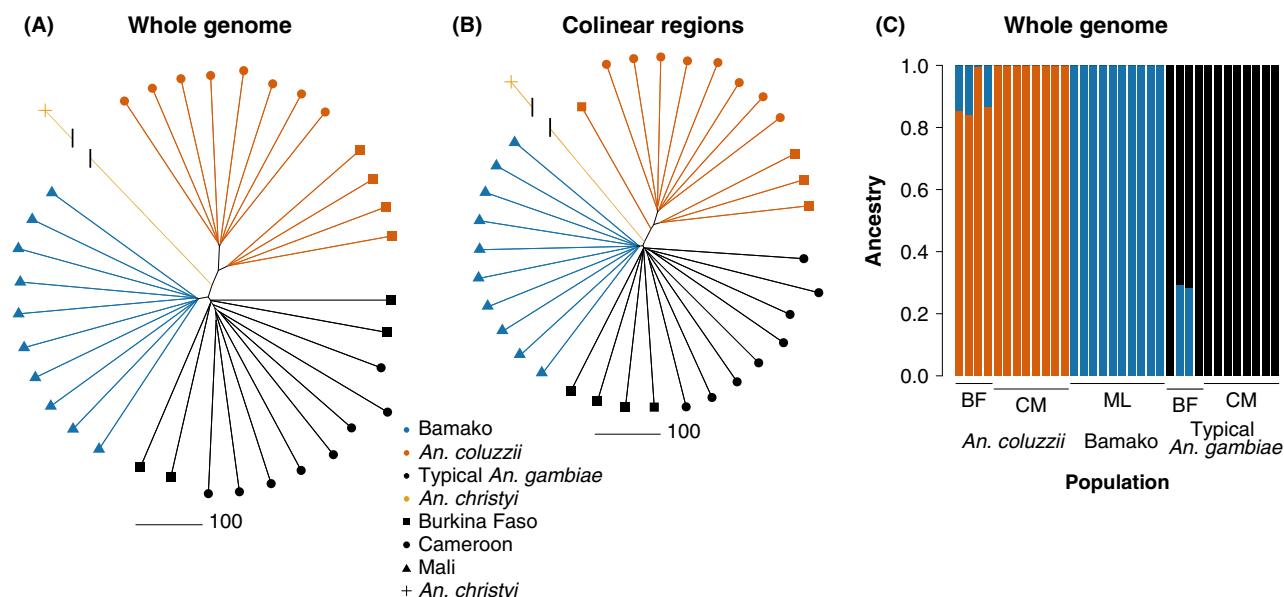 (A) Whole genome
(B) Colinear regions
(C) Whole genome
100
Bamako
An. coluzzii
Typical An. gambiae
An. christyi
Burkina Faso
Cameroon
Mali
An. christyi
100
Ancestry
1.0
0.8
0.6
0.4
0.2
0.0
BF CM ML BF CM
An. coluzzii Bamako Typical An. gambiae
Population